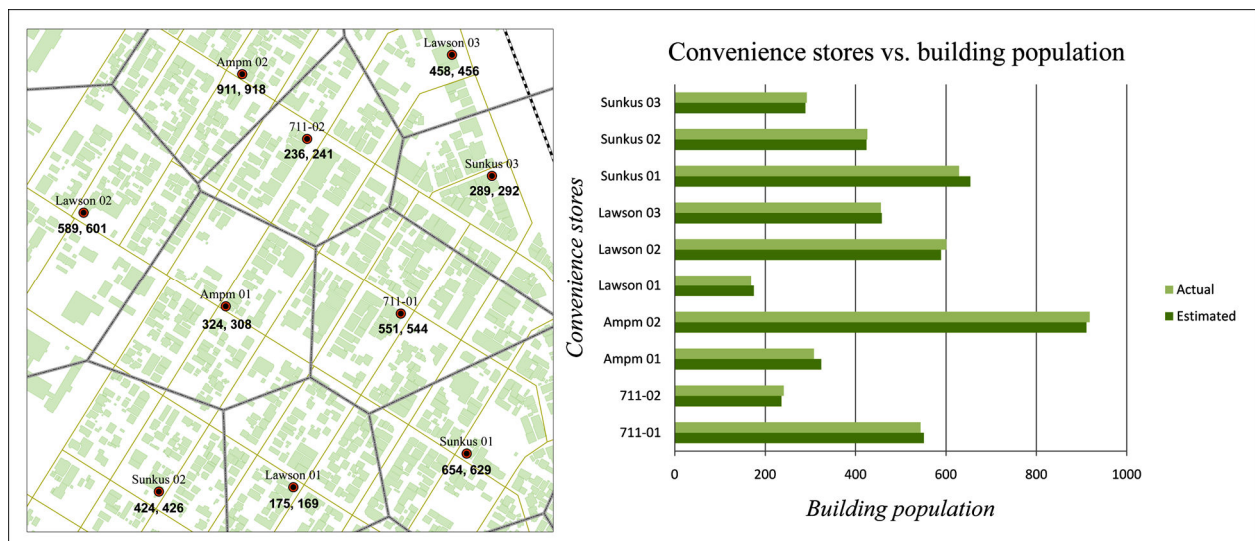 Lawson 03
458, 456
Ampm 02
911, 918
711-02
236, 241
Sunkus 03
289, 292
Lawson 02
589, 601
Ampm 01
324, 308
711-01
551, 544
Sunkus 01
654, 629
Sunkus 02
424, 426
Lawson 01
175, 169
Convenience stores vs. building population
Convenience stores
Sunkus 03
Sunkus 02
Sunkus 01
Lawson 03
Lawson 02
Lawson 01
Ampm 02
Ampm 01
711-02
711-01
0 200 400 600 800 1000
Building population
Actual
Estimated